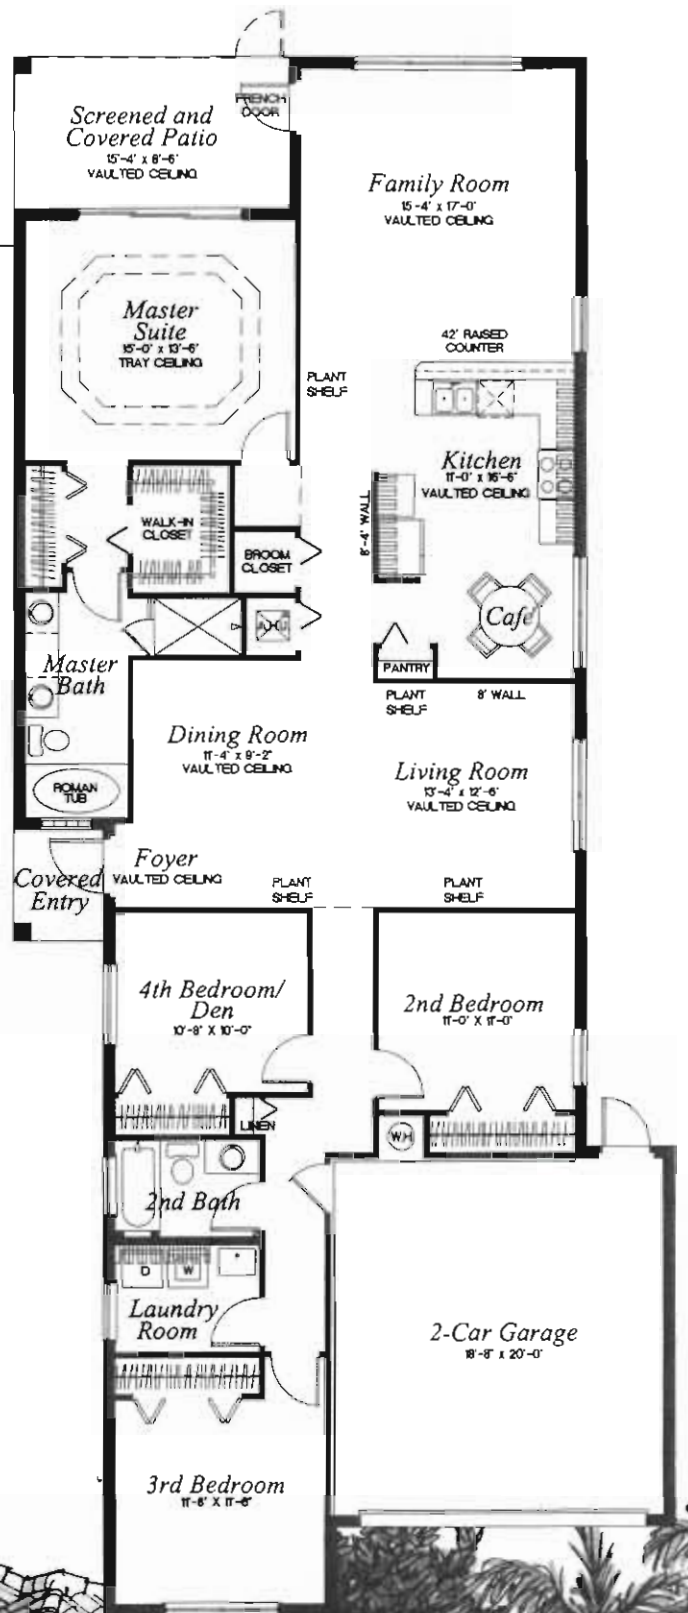 FRENCH
DOOR
Screened and
Covered Patio
15'-4" x 8'-6"
VAULTED CEILING
Family Room
15'-4" x 17'-0"
VAULTED CEILING
Master
Suite
15'-0" x 13'-6"
TRAY CEILING
42" RAISED
COUNTER
PLANT
SHELF
Kitchen
11'-0" x 16'-6"
VAULTED CEILING
WALK-IN
CLOSET
8'-4" WALL
BROOM
CLOSET
A.H.U.
Café
Master
Bath
PANTRY
PLANT
SHELF
8' WALL
Dining Room
11'-4" x 9'-2"
VAULTED CEILING
Living Room
13'-4" x 12'-6"
VAULTED CEILING
ROMAN
TUB
Foyer
VAULTED CEILING
Covered
Entry
PLANT
SHELF
PLANT
SHELF
4th Bedroom/
Den
10'-8" X 10'-0"
2nd Bedroom
11'-0" X 11'-0"
LINEN
W.H
2nd Bath
D
W
Laundry
Room
2-Car Garage
18'-8" x 20'-0"
3rd Bedroom
11'-6" X 11'-6"